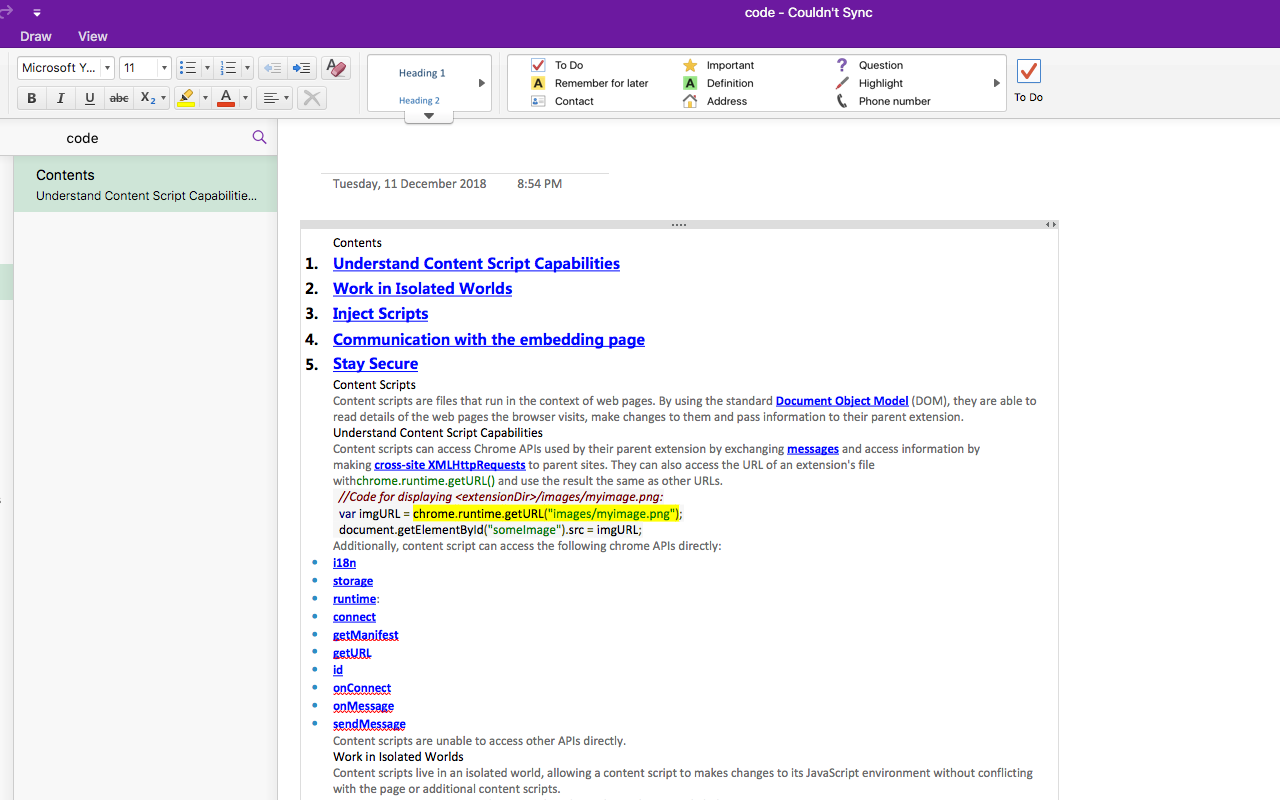 code - Couldn't Sync
Draw View
Microsoft Y... 11
Heading 1
Heading 2
To Do Important Question
Remember for later Definition Highlight
Contact Address Phone number
To Do
B I U abc X2 A
code
Contents
Understand Content Script Capabilitie...
Tuesday, 11 December 2018 8:54 PM
Contents
1. Understand Content Script Capabilities
2. Work in Isolated Worlds
3. Inject Scripts
4. Communication with the embedding page
5. Stay Secure
Content Scripts
Content scripts are files that run in the context of web pages. By using the standard Document Object Model (DOM), they are able to
read details of the web pages the browser visits, make changes to them and pass information to their parent extension.
Understand Content Script Capabilities
Content scripts can access Chrome APIs used by their parent extension by exchanging messages and access information by
making cross-site XMLHttpRequests to parent sites. They can also access the URL of an extension's file
withchrome.runtime.getURL() and use the result the same as other URLs.
//Code for displaying <extensionDir>/images/myimage.png:
var imgURL = chrome.runtime.getURL("images/myimage.png");
document.getElementById("someImage").src = imgURL;
Additionally, content script can access the following chrome APIs directly:
• i18n
• storage
• runtime:
• connect
• getManifest
• getURL
• id
• onConnect
• onMessage
• sendMessage
Content scripts are unable to access other APIs directly.
Work in Isolated Worlds
Content scripts live in an isolated world, allowing a content script to makes changes to its JavaScript environment without conflicting
with the page or additional content scripts.